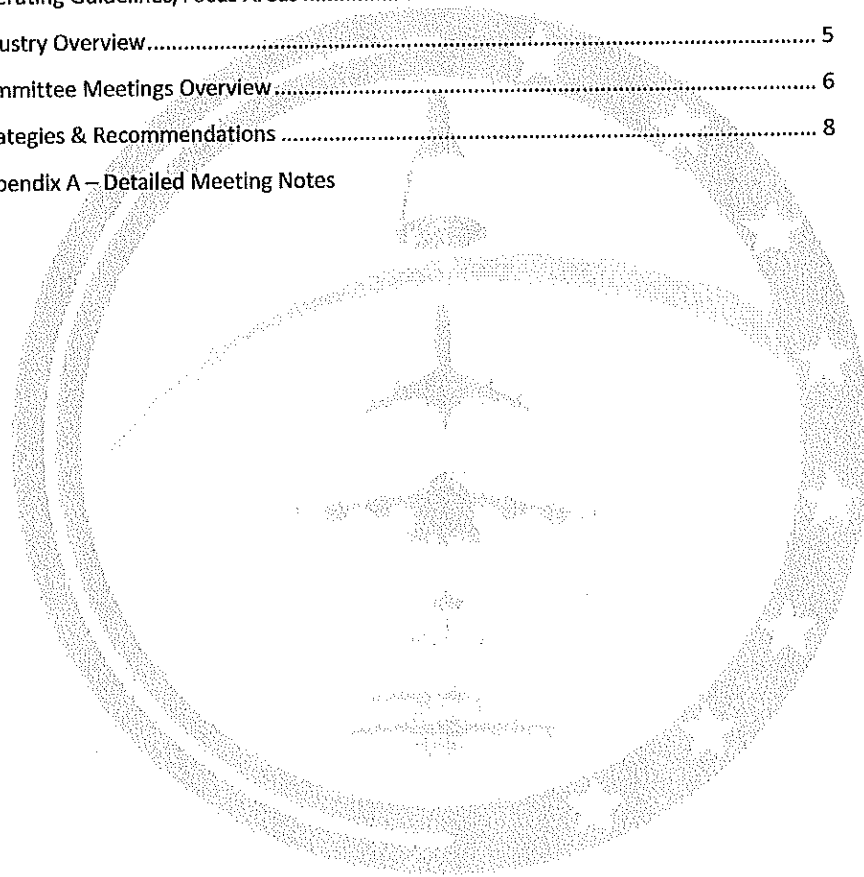 erating Guidelines/Focus Areas
ustry Overview.......................................................................................................... 5
mmittee Meetings Overview..................................................................................... 6
ategies & Recommendations ................................................................................... 8
pendix A – Detailed Meeting Notes